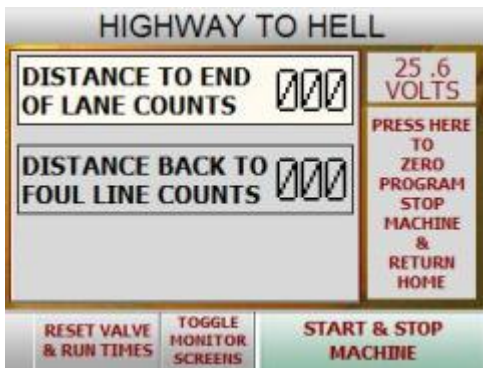 HIGHWAY TO HELL
DISTANCE TO END
OF LANE COUNTS
000
DISTANCE BACK TO
FOUL LINE COUNTS
000
25 .6
VOLTS
PRESS HERE
TO
ZERO
PROGRAM
STOP
MACHINE
&
RETURN
HOME
RESET VALVE
& RUN TIMES
TOGGLE
MONITOR
SCREENS
START & STOP
MACHINE